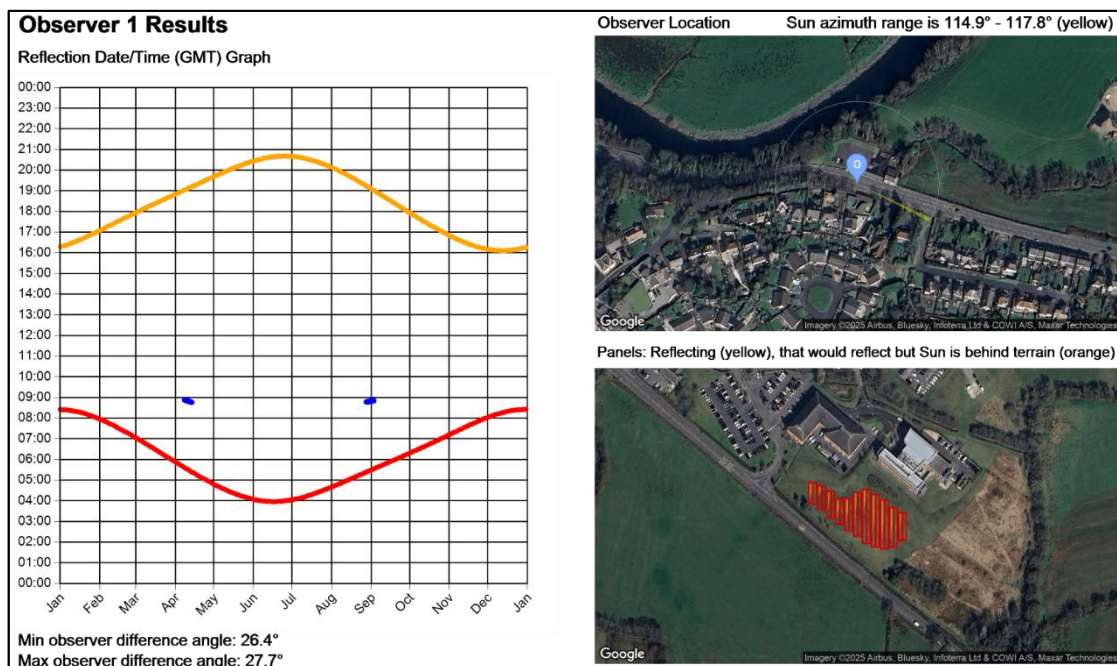 Observer 1 Results
Reflection Date/Time (GMT) Graph
00:00
23:00
22:00
21:00
20:00
19:00
18:00
17:00
16:00
15:00
14:00
13:00
12:00
11:00
10:00
09:00
08:00
07:00
06:00
05:00
04:00
03:00
02:00
01:00
00:00
Jan Feb Mar Apr May Jun Jul Aug Sep Oct Nov Dec Jan
Min observer difference angle: 26.4°
Max observer difference angle: 27.7°
Observer Location Sun azimuth range is 114.9° - 117.8° (yellow)
O
Google Imagery ©2025 Airbus, Bluesky, Infoterra Ltd & COWI A/S, Maxar Technologies
Panels: Reflecting (yellow), that would reflect but Sun is behind terrain (orange)
Google Imagery ©2025 Airbus, Bluesky, Infoterra Ltd & COWI A/S, Maxar Technologies